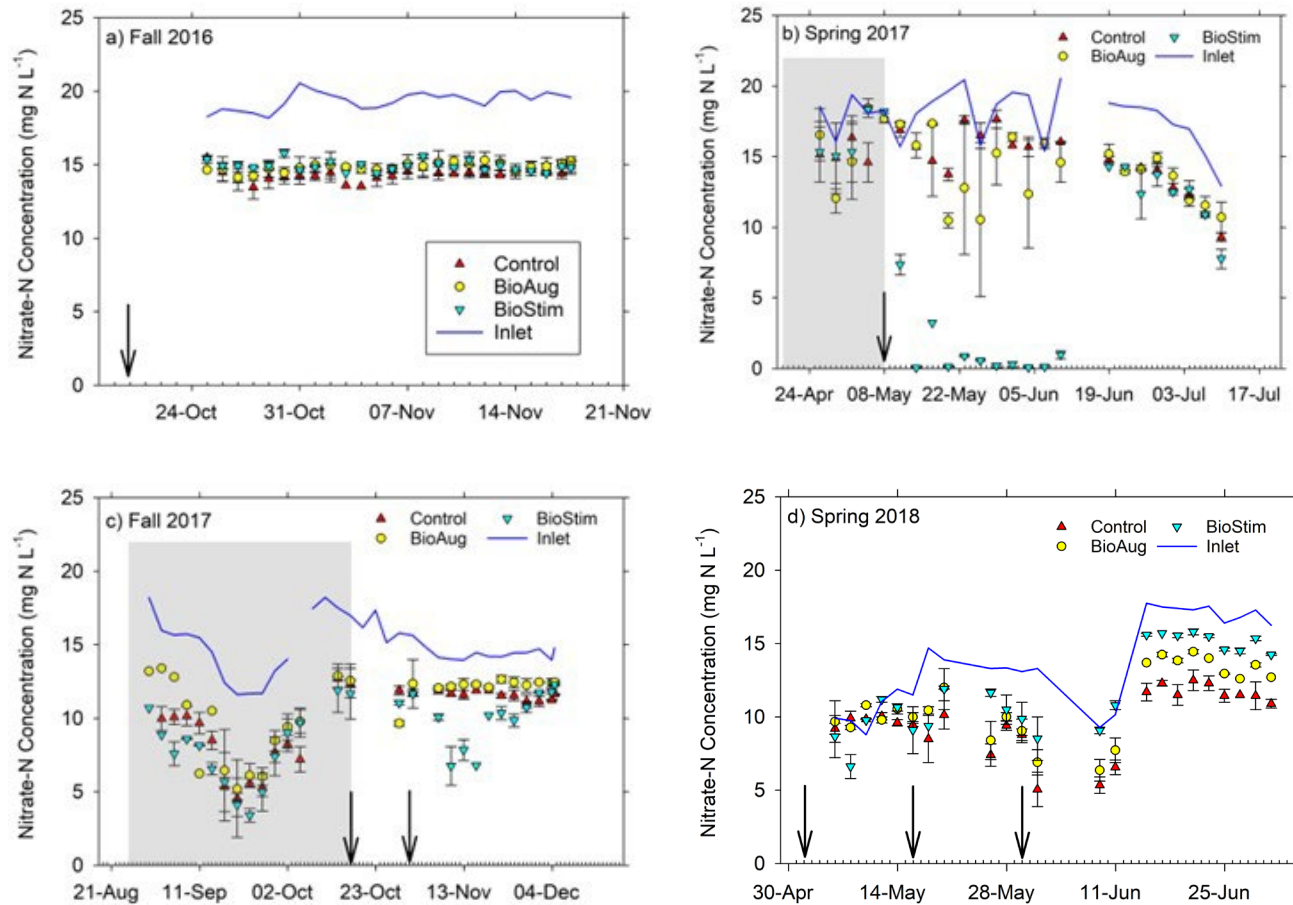 a) Fall 2016
Nitrate-N Concentration (mg N L-1)
25
20
15
10
5
0
Control
BioAug
BioStim
Inlet
24-Oct 31-Oct 07-Nov 14-Nov 21-Nov
b) Spring 2017
Control BioStim
BioAug Inlet
Nitrate-N Concentration (mg N L-1)
25
20
15
10
5
0
24-Apr 08-May 22-May 05-Jun 19-Jun 03-Jul 17-Jul
c) Fall 2017
Control BioStim
BioAug Inlet
Nitrate-N Concentration (mg N L-1)
25
20
15
10
5
0
21-Aug 11-Sep 02-Oct 23-Oct 13-Nov 04-Dec
d) Spring 2018
Control BioStim
BioAug Inlet
Nitrate-N Concentration (mg N L-1)
25
20
15
10
5
0
30-Apr 14-May 28-May 11-Jun 25-Jun